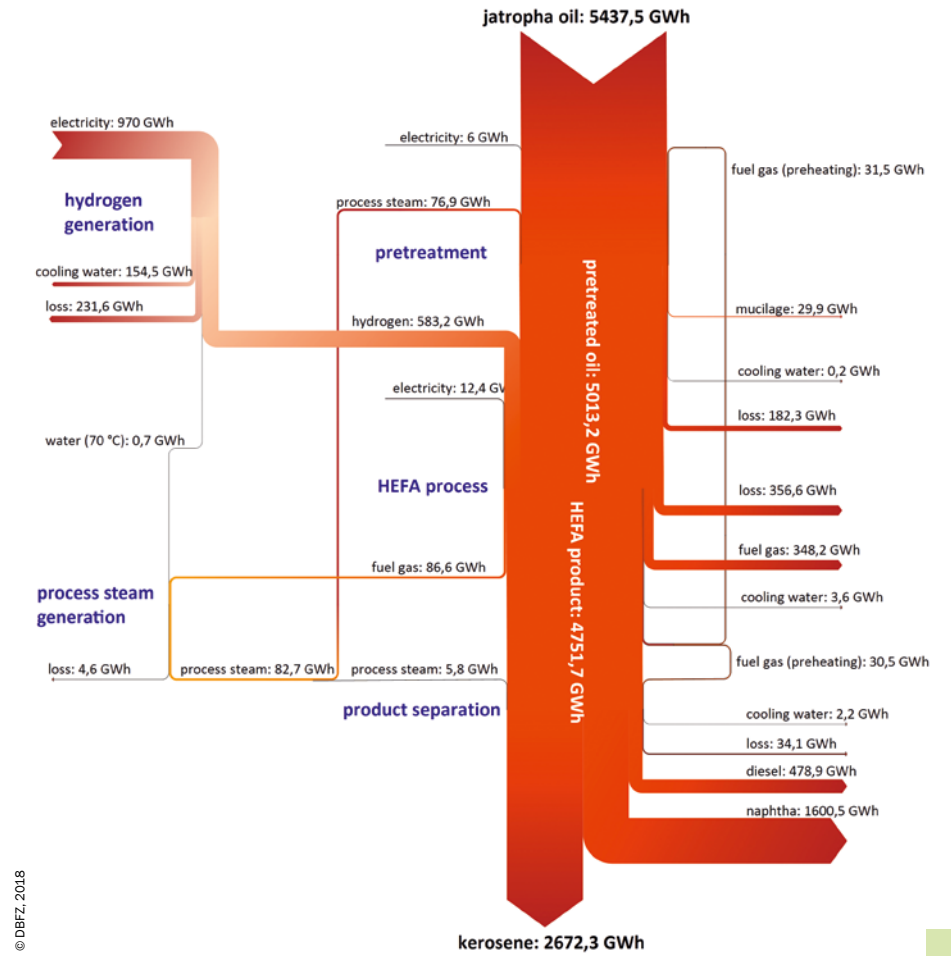 jatropha oil: 5437,5 GWh
electricity: 970 GWh
electricity: 6 GWh
fuel gas (preheating): 31,5 GWh
hydrogen
generation
process steam: 76,9 GWh
pretreatment
cooling water: 154,5 GWh
loss: 231,6 GWh
hydrogen: 583,2 GWh
pretreated oil: 5013,2 GWh
mucilage: 29,9 GWh
cooling water: 0,2 GWh
electricity: 12,4 GW
loss: 182,3 GWh
water (70 °C): 0,7 GWh
HEFA process
loss: 356,6 GWh
HEFA product: 4751,7 GWh
fuel gas: 348,2 GWh
fuel gas: 86,6 GWh
process steam
generation
cooling water: 3,6 GWh
loss: 4,6 GWh
process steam: 82,7 GWh
process steam: 5,8 GWh
fuel gas (preheating): 30,5 GWh
product separation
cooling water: 2,2 GWh
loss: 34,1 GWh
diesel: 478,9 GWh
naphtha: 1600,5 GWh
kerosene: 2672,3 GWh
© DBFZ, 2018